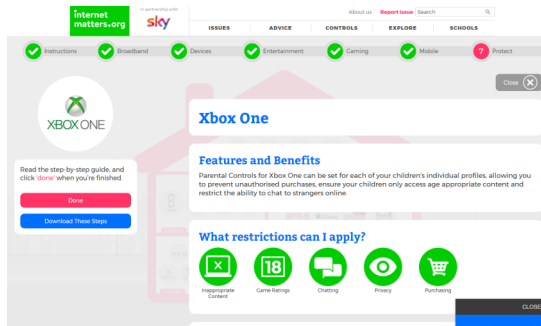 internet
matters.org
In partnership with
sky
About us Report issue Search
ISSUES ADVICE CONTROLS EXPLORE SCHOOLS
Instructions Broadband Devices Entertainment Gaming Mobile 7 Protect
Close X
XBOX ONE
Xbox One
Read the step-by-step guide, and
click 'done' when you're finished.
Done
Download These Steps
Features and Benefits
Parental Controls for Xbox One can be set for each of your children's individual profiles, allowing you
to prevent unauthorised purchases, ensure your children only access age appropriate content and
restrict the ability to chat to strangers online.
What restrictions can I apply?
18
Inappropriate
Content
Game Ratings
Chatting
Privacy
Purchasing
CLOSE